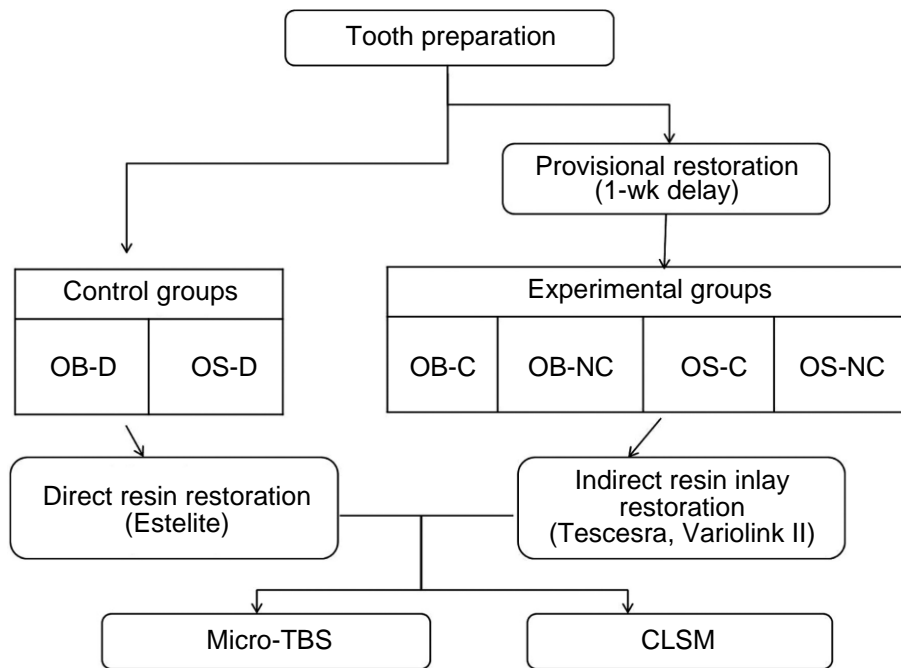 Tooth preparation
Provisional restoration
(1-wk delay)
Control groups
OB-D
OS-D
Experimental groups
OB-C
OB-NC
OS-C
OS-NC
Direct resin restoration
(Estelite)
Indirect resin inlay
restoration
(Tescesra, Variolink II)
Micro-TBS
CLSM